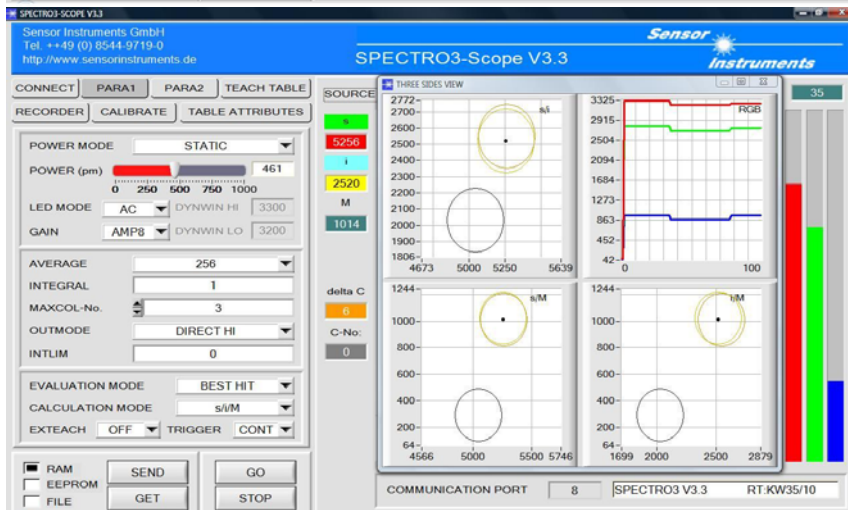 SPECTRO3-SCOPE V3.3
Sensor Instruments GmbH
Tel. ++49 (0) 8544-9719-0
http://www.sensorinstruments.de
SPECTRO3-Scope V3.3
Sensor
Instruments
CONNECT PARA1 PARA2 TEACH TABLE
RECORDER CALIBRATE TABLE ATTRIBUTES
POWER MODE STATIC
POWER (pm) 461
0 250 500 750 1000
LED MODE AC DYNWIN HI 3300
GAIN AMP8 DYNWIN LO 3200
AVERAGE 256
INTEGRAL 1
MAXCOL-No. 3
OUTMODE DIRECT HI
INTLIM 0
EVALUATION MODE BEST HIT
CALCULATION MODE s/i/M
EXTEACH OFF TRIGGER CONT
RAM
EEPROM
FILE
SEND GO
GET STOP
SOURCE
s
5256
i
2520
M
1014
delta C
6
C-No:
0
THREE SIDES VIEW
35
s/i
2772
2700
2600
2500
2400
2300
2200
2100
2000
1900
1806
4673 5000 5250 5639
RGB
3325
2915
2504
2094
1684
1273
863
452
42
0 100
s/M
1244
1000
800
600
400
200
64
4566 5000 5500 5746
i/M
1244
1000
800
600
400
200
64
1699 2000 2500 2879
COMMUNICATION PORT 8 SPECTRO3 V3.3 RT:KW35/10